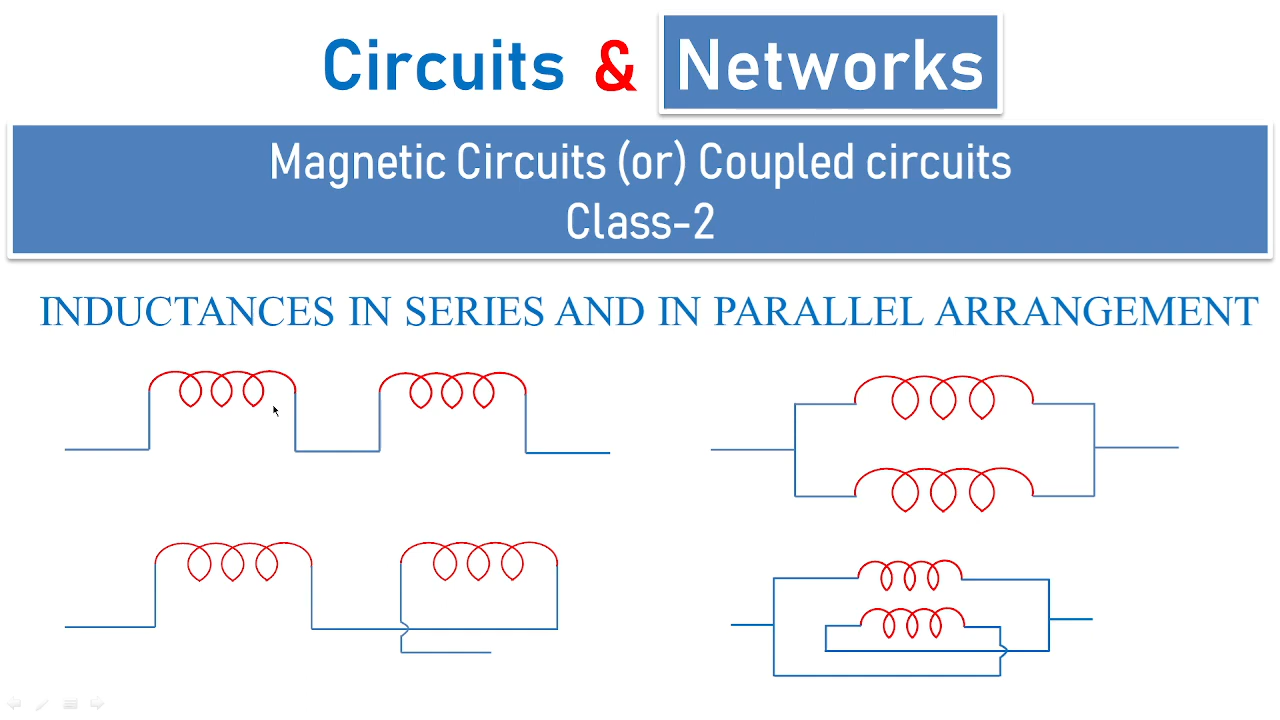 Circuits & Networks
Magnetic Circuits (or) Coupled circuits
Class-2
INDUCTANCES IN SERIES AND IN PARALLEL ARRANGEMENT